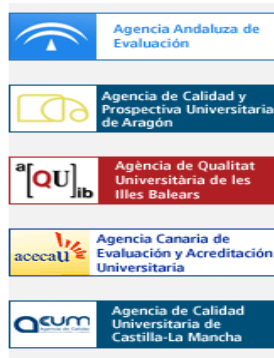 Agencia Andaluza de
Evaluación
Agencia de Calidad y
Prospectiva Universitaria
de Aragón
a[QU]ib
Agència de Qualitat
Universitària de les
Illes Balears
acecau
Agencia Canaria de
Evaluación y Acreditación
Universitaria
acum
Agencia de Calidad
Universitaria de
Castilla-La Mancha